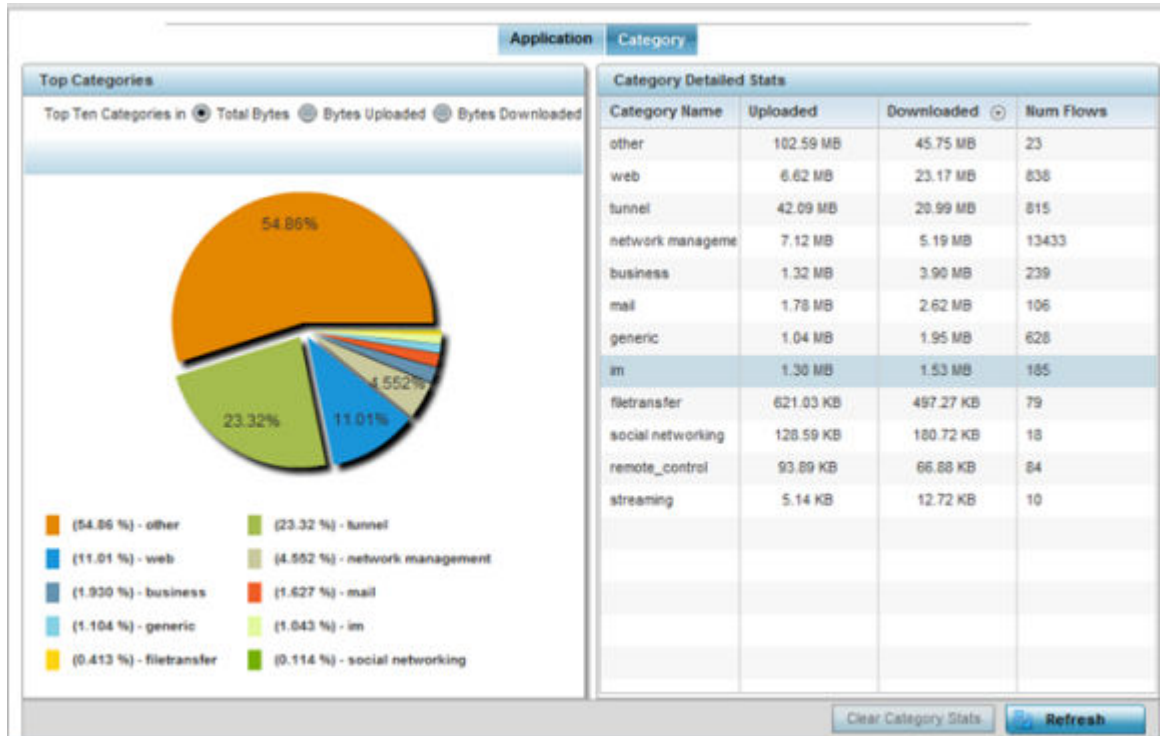 Application Category
Top Categories
Top Ten Categories in Total Bytes Bytes Uploaded Bytes Downloaded
54.86%
4.552%
23.32% 11.01%
(54.86 %) - other (23.32 %) - tunnel
(11.01 %) - web (4.552 %) - network management
(1.930 %) - business (1.627 %) - mail
(1.104 %) - generic (1.043 %) - im
(0.413 %) - filetransfer (0.114 %) - social networking
Category Detailed Stats
Category Name Uploaded Downloaded Num Flows
other 102.59 MB 45.75 MB 23
web 6.62 MB 23.17 MB 838
tunnel 42.09 MB 20.99 MB 815
network manageme 7.12 MB 5.19 MB 13433
business 1.32 MB 3.90 MB 239
mail 1.78 MB 2.62 MB 106
generic 1.04 MB 1.95 MB 628
im 1.30 MB 1.53 MB 185
filetransfer 621.03 KB 497.27 KB 79
social networking 128.59 KB 180.72 KB 18
remote_control 93.89 KB 66.88 KB 84
streaming 5.14 KB 12.72 KB 10
Clear Category Stats Refresh